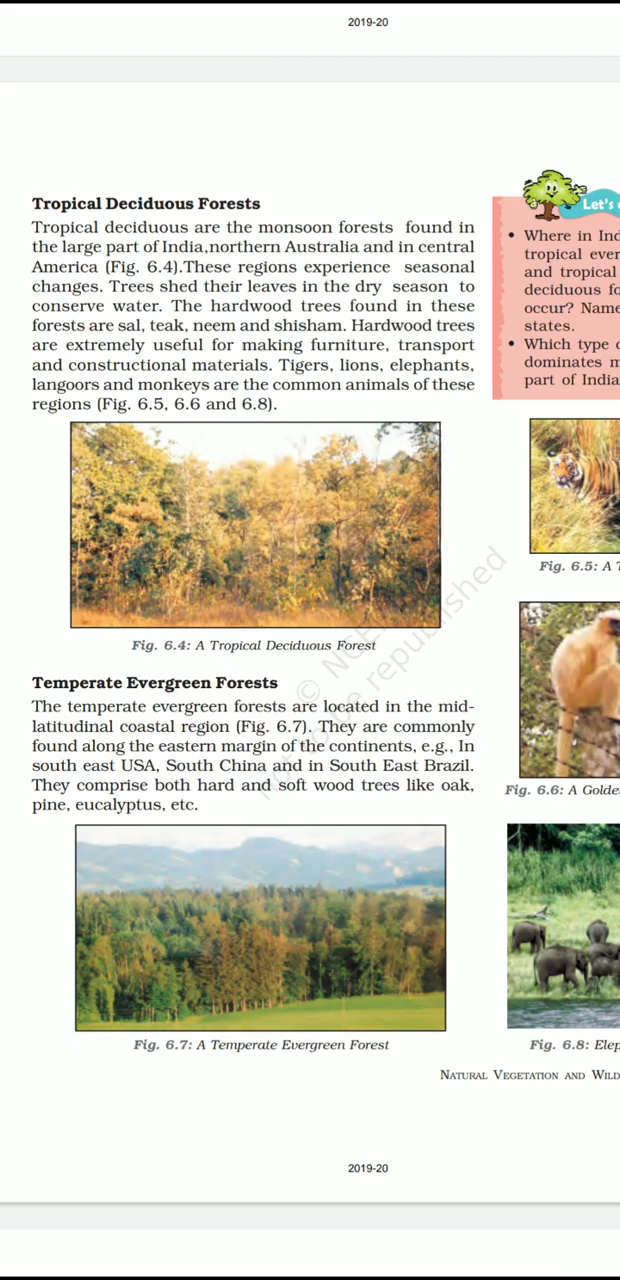 2019-20
Tropical Deciduous Forests
Tropical deciduous are the monsoon forests found in
the large part of India,northern Australia and in central
America (Fig. 6.4).These regions experience seasonal
changes. Trees shed their leaves in the dry season to
conserve water. The hardwood trees found in these
forests are sal, teak, neem and shisham. Hardwood trees
are extremely useful for making furniture, transport
and constructional materials. Tigers, lions, elephants,
langoors and monkeys are the common animals of these
regions (Fig. 6.5, 6.6 and 6.8).
Fig. 6.4: A Tropical Deciduous Forest
Temperate Evergreen Forests
The temperate evergreen forests are located in the mid-
latitudinal coastal region (Fig. 6.7). They are commonly
found along the eastern margin of the continents, e.g., In
south east USA, South China and in South East Brazil.
They comprise both hard and soft wood trees like oak,
pine, eucalyptus, etc.
Fig. 6.7: A Temperate Evergreen Forest
Let's
• Where in
tropical
and tropical
deciduous
occur?
states.
• Which type
dominates
part of India
Fig. 6.5: A
Fig. 6.6: A
Fig. 6.8:
NATURAL VEGETATION AND
not to be republished
2019-20